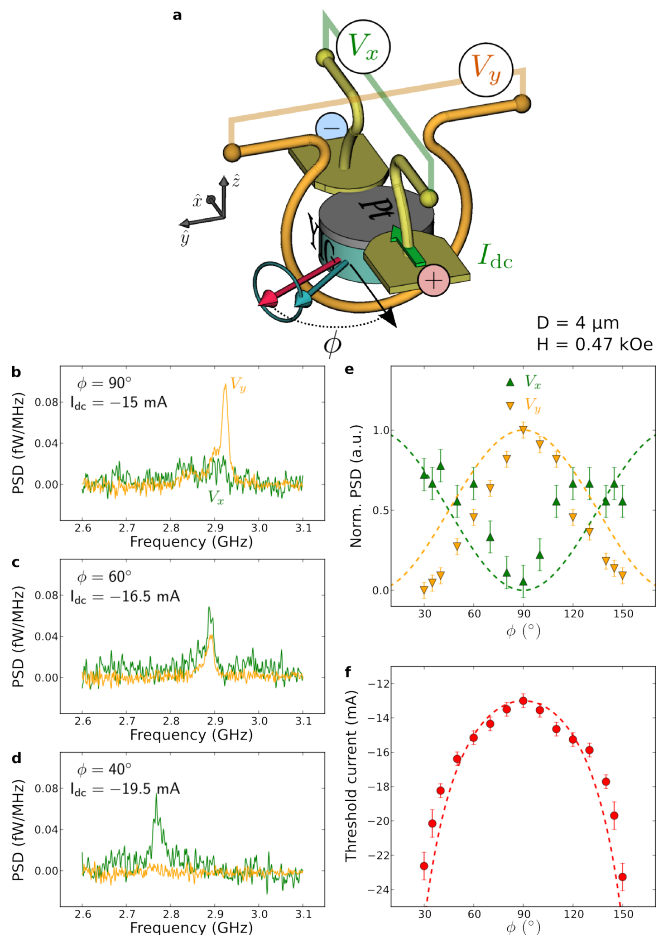 a
V_x
V_y
−
ẑ
x̂
ŷ
Pt
YIG
I_dc
+
ϕ
D = 4 µm
H = 0.47 kOe
b
ϕ = 90°
I_dc = −15 mA
V_y
V_x
PSD (fW/MHz)
0.08
0.04
0.00
2.6 2.7 2.8 2.9 3.0 3.1
Frequency (GHz)
c
ϕ = 60°
I_dc = −16.5 mA
PSD (fW/MHz)
0.08
0.04
0.00
2.6 2.7 2.8 2.9 3.0 3.1
Frequency (GHz)
d
ϕ = 40°
I_dc = −19.5 mA
PSD (fW/MHz)
0.08
0.04
0.00
2.6 2.7 2.8 2.9 3.0 3.1
Frequency (GHz)
e
V_x
V_y
Norm. PSD (a.u.)
1.0
0.5
0.0
30 60 90 120 150
ϕ (°)
f
Threshold current (mA)
−12
−14
−16
−18
−20
−22
−24
30 60 90 120 150
ϕ (°)